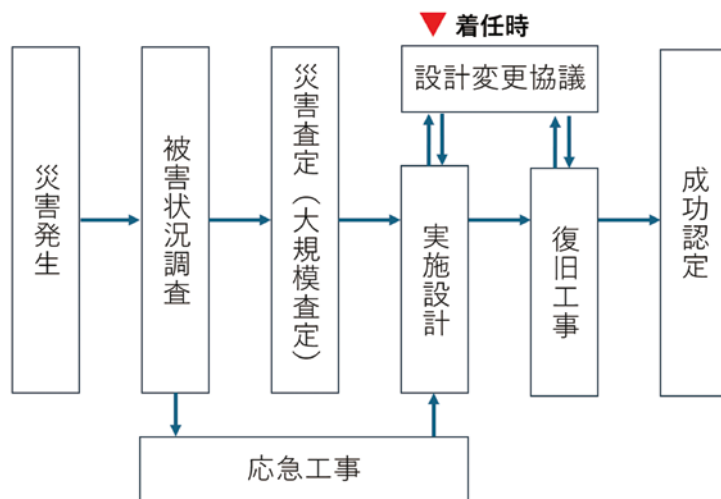 ▼ 着任時
設計変更協議
災害発生
被害状況調査
災害査定（大規模査定）
実施設計
復旧工事
成功認定
応急工事